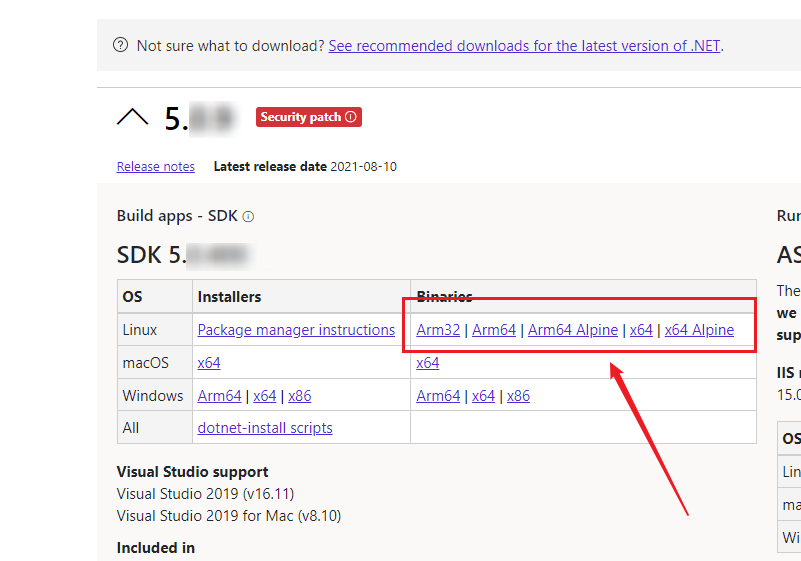 Not sure what to download? See recommended downloads for the latest version of .NET.
5. Security patch
Release notes Latest release date 2021-08-10
Build apps - SDK
SDK 5.
OS Installers Binaries
Linux Package manager instructions Arm32 | Arm64 | Arm64 Alpine | x64 | x64 Alpine
macOS x64 x64
Windows Arm64 | x64 | x86 Arm64 | x64 | x86
All dotnet-install scripts
Visual Studio support
Visual Studio 2019 (v16.11)
Visual Studio 2019 for Mac (v8.10)
Included in
Run
AS
The
we
sup
IIS
15.0
OS
Lin
ma
Wi